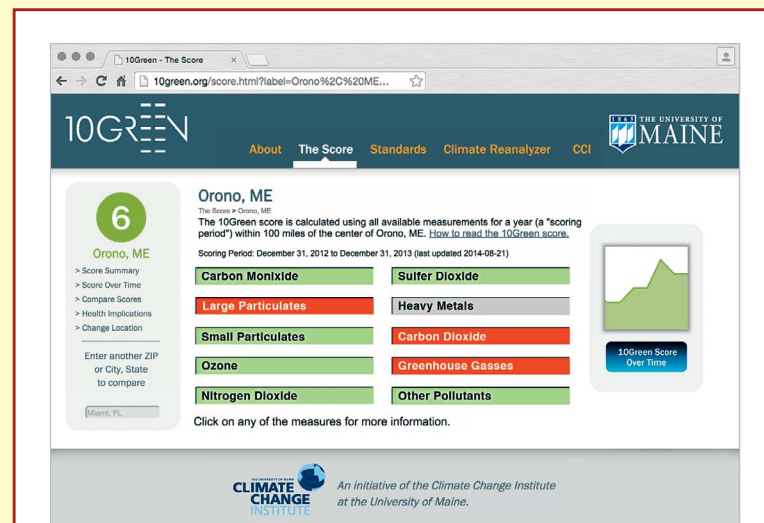 10Green - The Score
10green.org/score.html?label=Orono%2C%20ME...
10GREEN
1865 THE UNIVERSITY OF
MAINE
About The Score Standards Climate Reanalyzer CCI
6
Orono, ME
> Score Summary
> Score Over Time
> Compare Scores
> Health Implications
> Change Location
Enter another ZIP
or City, State
to compare
Miami, FL
Orono, ME
The Score > Orono, ME
The 10Green score is calculated using all available measurements for a year (a "scoring
period") within 100 miles of the center of Orono, ME. How to read the 10Green score.
Scoring Period: December 31, 2012 to December 31, 2013 (last updated 2014-08-21)
Carbon Monixide
Large Particulates
Small Particulates
Ozone
Nitrogen Dioxide
Sulfer Dioxide
Heavy Metals
Carbon Dioxide
Greenhouse Gasses
Other Pollutants
Click on any of the measures for more information.
10Green Score
Over Time
THE UNIVERSITY OF MAINE
CLIMATE
CHANGE
INSTITUTE
An initiative of the Climate Change Institute
at the University of Maine.